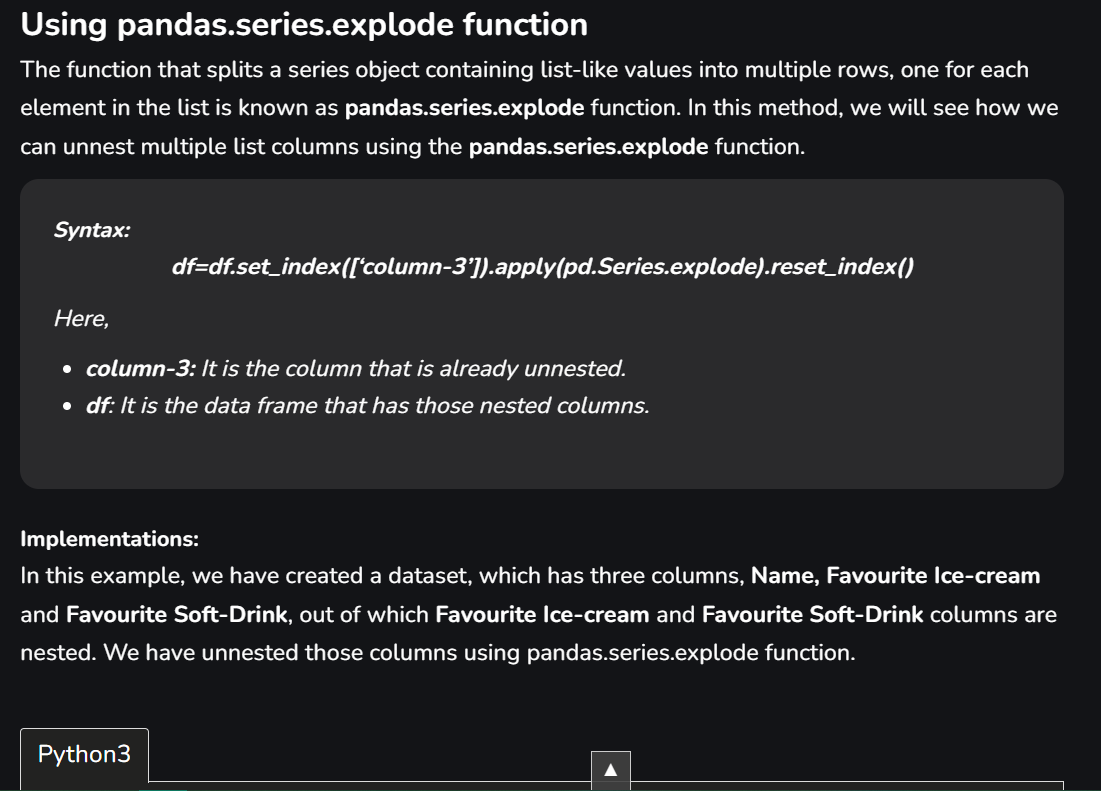 Using pandas.series.explode function
The function that splits a series object containing list-like values into multiple rows, one for each
element in the list is known as pandas.series.explode function. In this method, we will see how we
can unnest multiple list columns using the pandas.series.explode function.
Syntax:
df=df.set_index([‘column-3’]).apply(pd.Series.explode).reset_index()
Here,
• column-3: It is the column that is already unnested.
• df: It is the data frame that has those nested columns.
Implementations:
In this example, we have created a dataset, which has three columns, Name, Favourite Ice-cream
and Favourite Soft-Drink, out of which Favourite Ice-cream and Favourite Soft-Drink columns are
nested. We have unnested those columns using pandas.series.explode function.
Python3